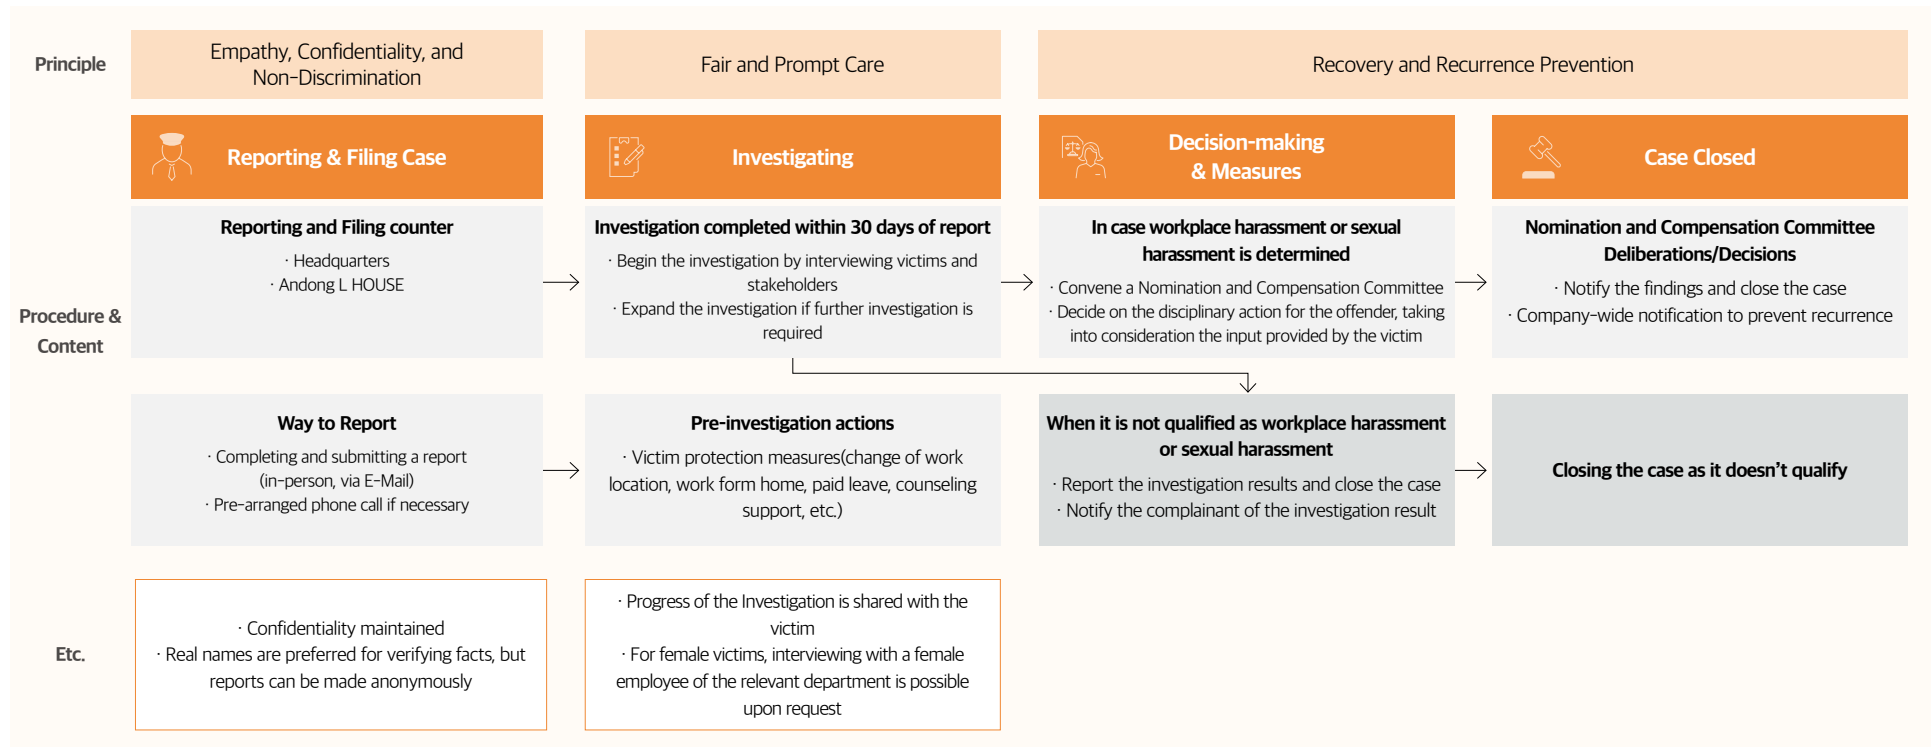 Principle
Empathy, Confidentiality, and
Non-Discrimination
Fair and Prompt Care
Recovery and Recurrence Prevention
Reporting & Filing Case
Investigating
Decision-making
& Measures
Case Closed
Procedure &
Content
Reporting and Filing counter
· Headquarters
· Andong L HOUSE
Investigation completed within 30 days of report
· Begin the investigation by interviewing victims and
stakeholders
· Expand the investigation if further investigation is
required
In case workplace harassment or sexual
harassment is determined
· Convene a Nomination and Compensation Committee
· Decide on the disciplinary action for the offender, taking
into consideration the input provided by the victim
Nomination and Compensation Committee
Deliberations/Decisions
· Notify the findings and close the case
· Company-wide notification to prevent recurrence
Way to Report
· Completing and submitting a report
(in-person, via E-Mail)
· Pre-arranged phone call if necessary
Pre-investigation actions
· Victim protection measures(change of work
location, work form home, paid leave, counseling
support, etc.)
When it is not qualified as workplace harassment
or sexual harassment
· Report the investigation results and close the case
· Notify the complainant of the investigation result
Closing the case as it doesn't qualify
Etc.
· Confidentiality maintained
· Real names are preferred for verifying facts, but
reports can be made anonymously
· Progress of the Investigation is shared with the
victim
· For female victims, interviewing with a female
employee of the relevant department is possible
upon request